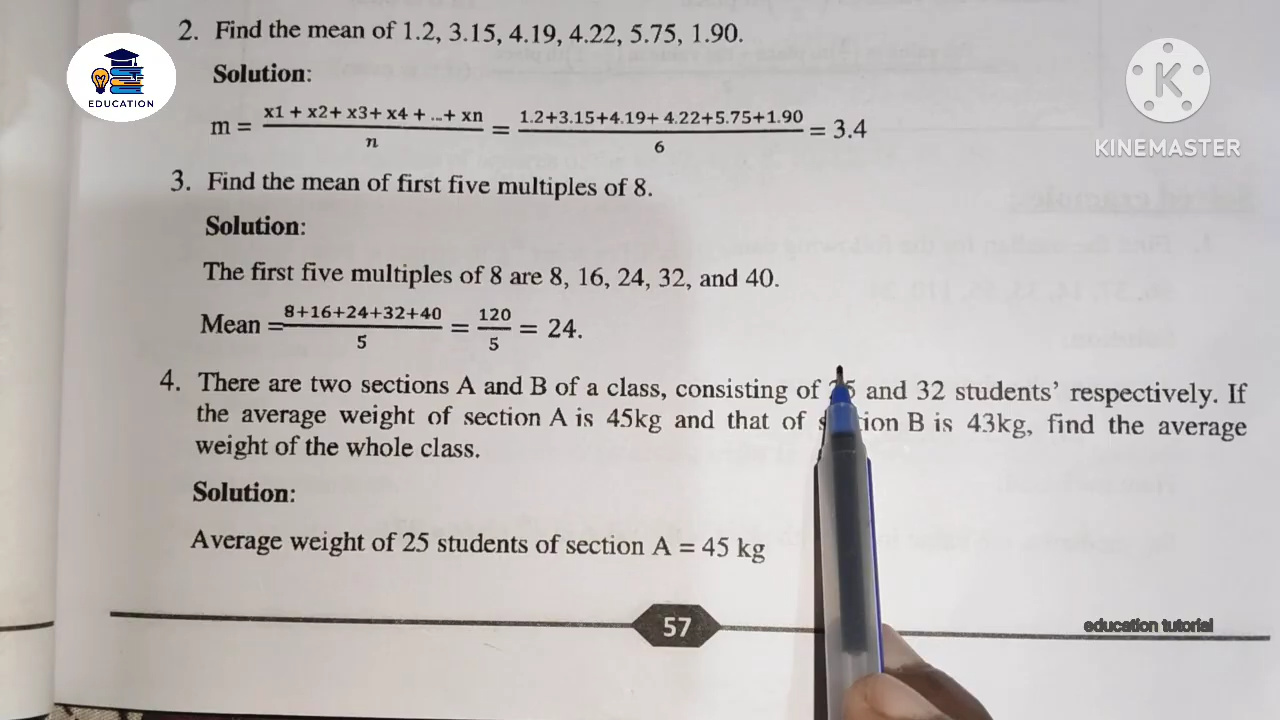 2. Find the mean of 1.2, 3.15, 4.19, 4.22, 5.75, 1.90.
EDUCATION
Solution:
m = x1 + x2+ x3+ x4 + ...+ xn / n = 1.2+3.15+4.19+ 4.22+5.75+1.90 / 6 = 3.4
K
KINEMASTER
3. Find the mean of first five multiples of 8.
Solution:
The first five multiples of 8 are 8, 16, 24, 32, and 40.
Mean = 8+16+24+32+40 / 5 = 120 / 5 = 24.
4. There are two sections A and B of a class, consisting of and 32 students' respectively. If
the average weight of section A is 45kg and that of B is 43kg, find the average
weight of the whole class.
Solution:
Average weight of 25 students of section A = 45 kg
57
education tutorial